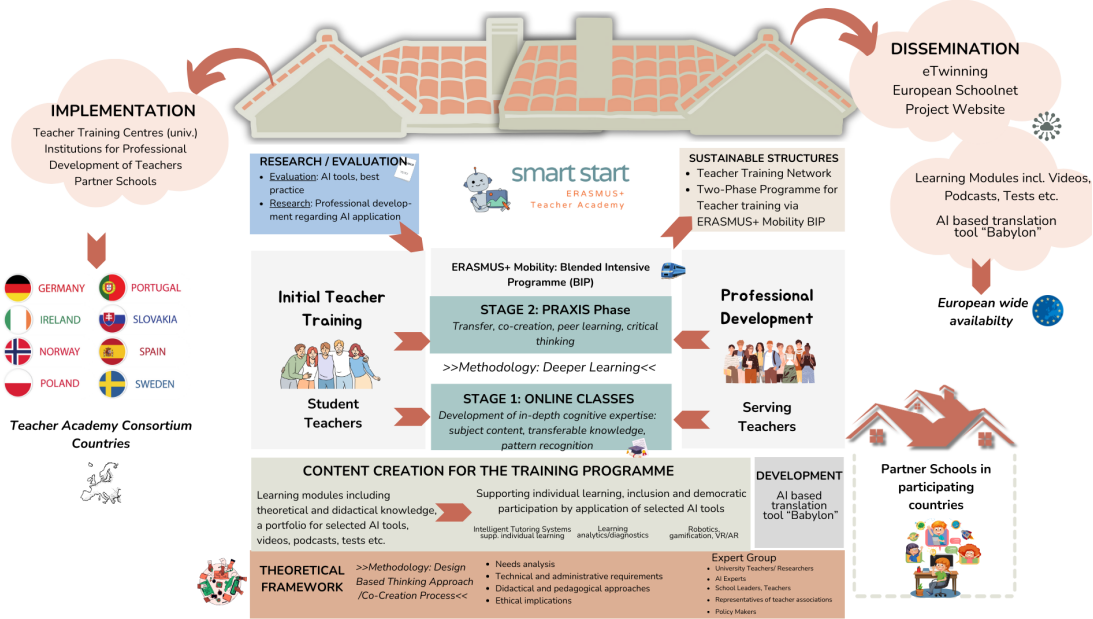 IMPLEMENTATION
Teacher Training Centres (univ.)
Institutions for Professional
Development of Teachers
Partner Schools
GERMANY
PORTUGAL
IRELAND
SLOVAKIA
NORWAY
SPAIN
POLAND
SWEDEN
Teacher Academy Consortium
Countries
RESEARCH / EVALUATION
• Evaluation: AI tools, best
practice
• Research: Professional develop-
ment regarding AI application
smart start
ERASMUS+
Teacher Academy
SUSTAINABLE STRUCTURES
• Teacher Training Network
• Two-Phase Programme for
Teacher training via
ERASMUS+ Mobility BIP
DISSEMINATION
eTwinning
European Schoolnet
Project Website
Learning Modules incl. Videos,
Podcasts, Tests etc.
AI based translation
tool “Babylon”
European wide
availabilty
Initial Teacher
Training
Student
Teachers
ERASMUS+ Mobility: Blended Intensive
Programme (BIP)
STAGE 2: PRAXIS Phase
Transfer, co-creation, peer learning, critical
thinking
>>Methodology: Deeper Learning<<
STAGE 1: ONLINE CLASSES
Development of in-depth cognitive expertise:
subject content, transferable knowledge,
pattern recognition
Professional
Development
Serving
Teachers
CONTENT CREATION FOR THE TRAINING PROGRAMME
Learning modules including
theoretical and didactical knowledge,
a portfolio for selected AI tools,
videos, podcasts, tests etc.
Supporting individual learning, inclusion and democratic
participation by application of selected AI tools
Intelligent Tutoring Systems
supp. individual learning
Learning
analytics/diagnostics
Robotics,
gamification, VR/AR
DEVELOPMENT
AI based
translation
tool “Babylon”
THEORETICAL
FRAMEWORK
>>Methodology: Design
Based Thinking Approach
/Co-Creation Process<<
• Needs analysis
• Technical and administrative requirements
• Didactical and pedagogical approaches
• Ethical implications
Expert Group
• University Teachers/ Researchers
• AI Experts
• School Leaders, Teachers
• Representatives of teacher associations
• Policy Makers
Partner Schools in
participating
countries